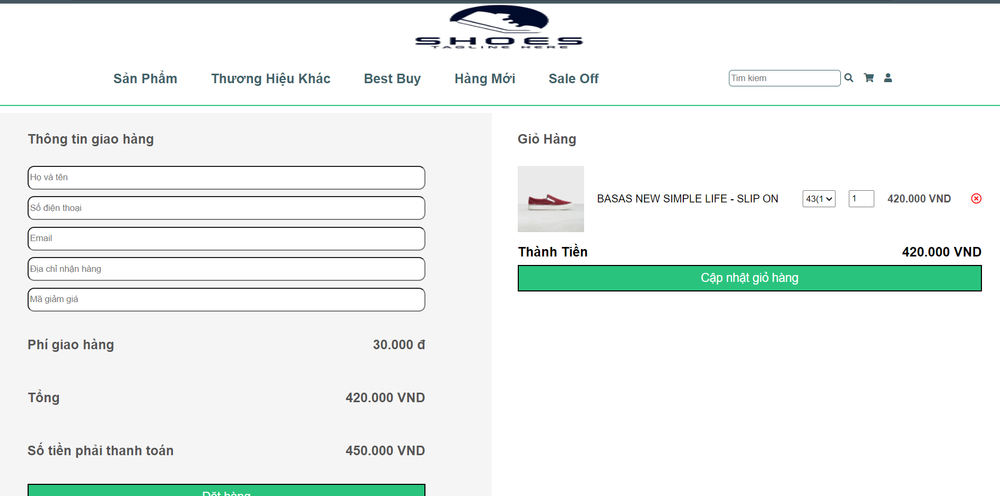 SHOES
TAGLINE HERE
Sản Phẩm Thương Hiệu Khác Best Buy Hàng Mới Sale Off Tim kiem
Thông tin giao hàng
Họ và tên
Số điện thoại
Email
Địa chỉ nhận hàng
Mã giảm giá
Phí giao hàng 30.000 đ
Tổng 420.000 VND
Số tiền phải thanh toán 450.000 VND
Đặt hàng
Giỏ Hàng
BASAS NEW SIMPLE LIFE - SLIP ON 43(1 1 420.000 VND
Thành Tiền 420.000 VND
Cập nhật giỏ hàng